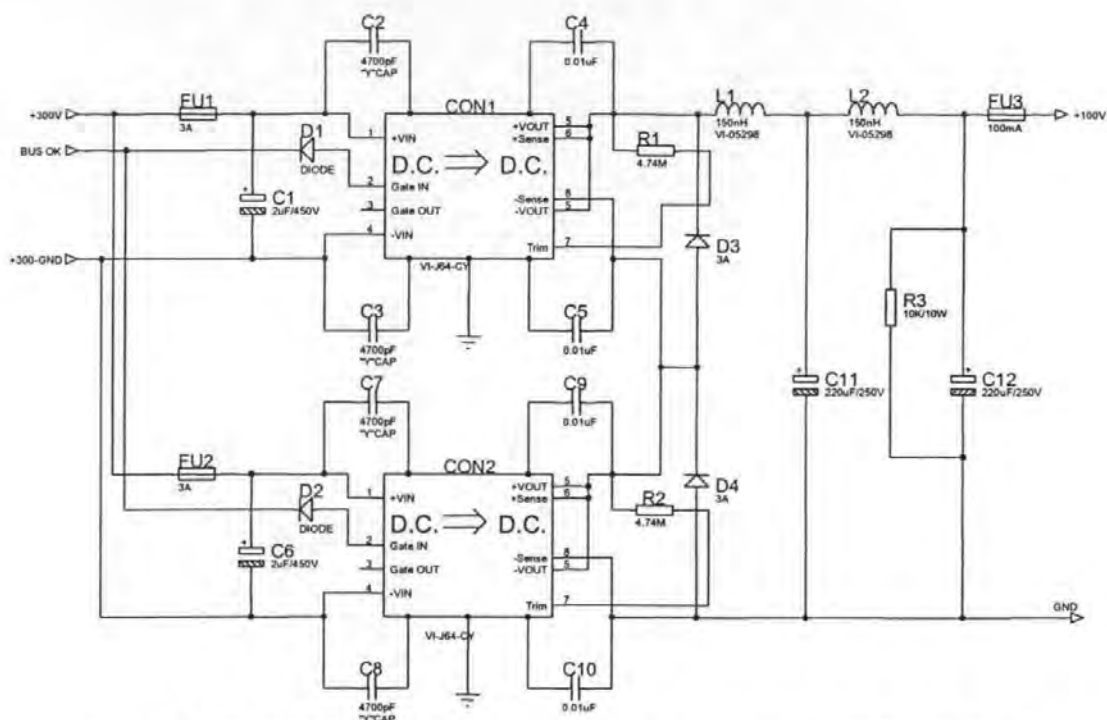 C2
4700pF
"Y"CAP
C4
0.01uF
+300V
FU1
3A
CON1
L1
150nH
VI-05298
L2
150nH
VI-05298
FU3
100mA
+100V
BUS OK
D1
DIODE
1
+VIN
D.C.
D.C.
+VOUT
5
+Sense
6
R1
4.74M
2
Gate IN
3
Gate OUT
4
-VIN
-Sense
6
-VOUT
5
Trim
7
C1
2uF/450V
+300-GND
VI-J64-CY
D3
3A
C3
4700pF
"Y"CAP
C5
0.01uF
R3
10K/10W
C7
4700pF
"Y"CAP
C9
0.01uF
C11
220uF/250V
C12
220uF/250V
FU2
3A
CON2
D2
DIODE
1
+VIN
D.C.
D.C.
+VOUT
5
+Sense
6
R2
4.74M
D4
3A
2
Gate IN
3
Gate OUT
4
-VIN
-Sense
8
-VOUT
5
Trim
7
C6
2uF/450V
GND
VI-J64-CY
C8
4700pF
"Y"CAP
C10
0.01uF